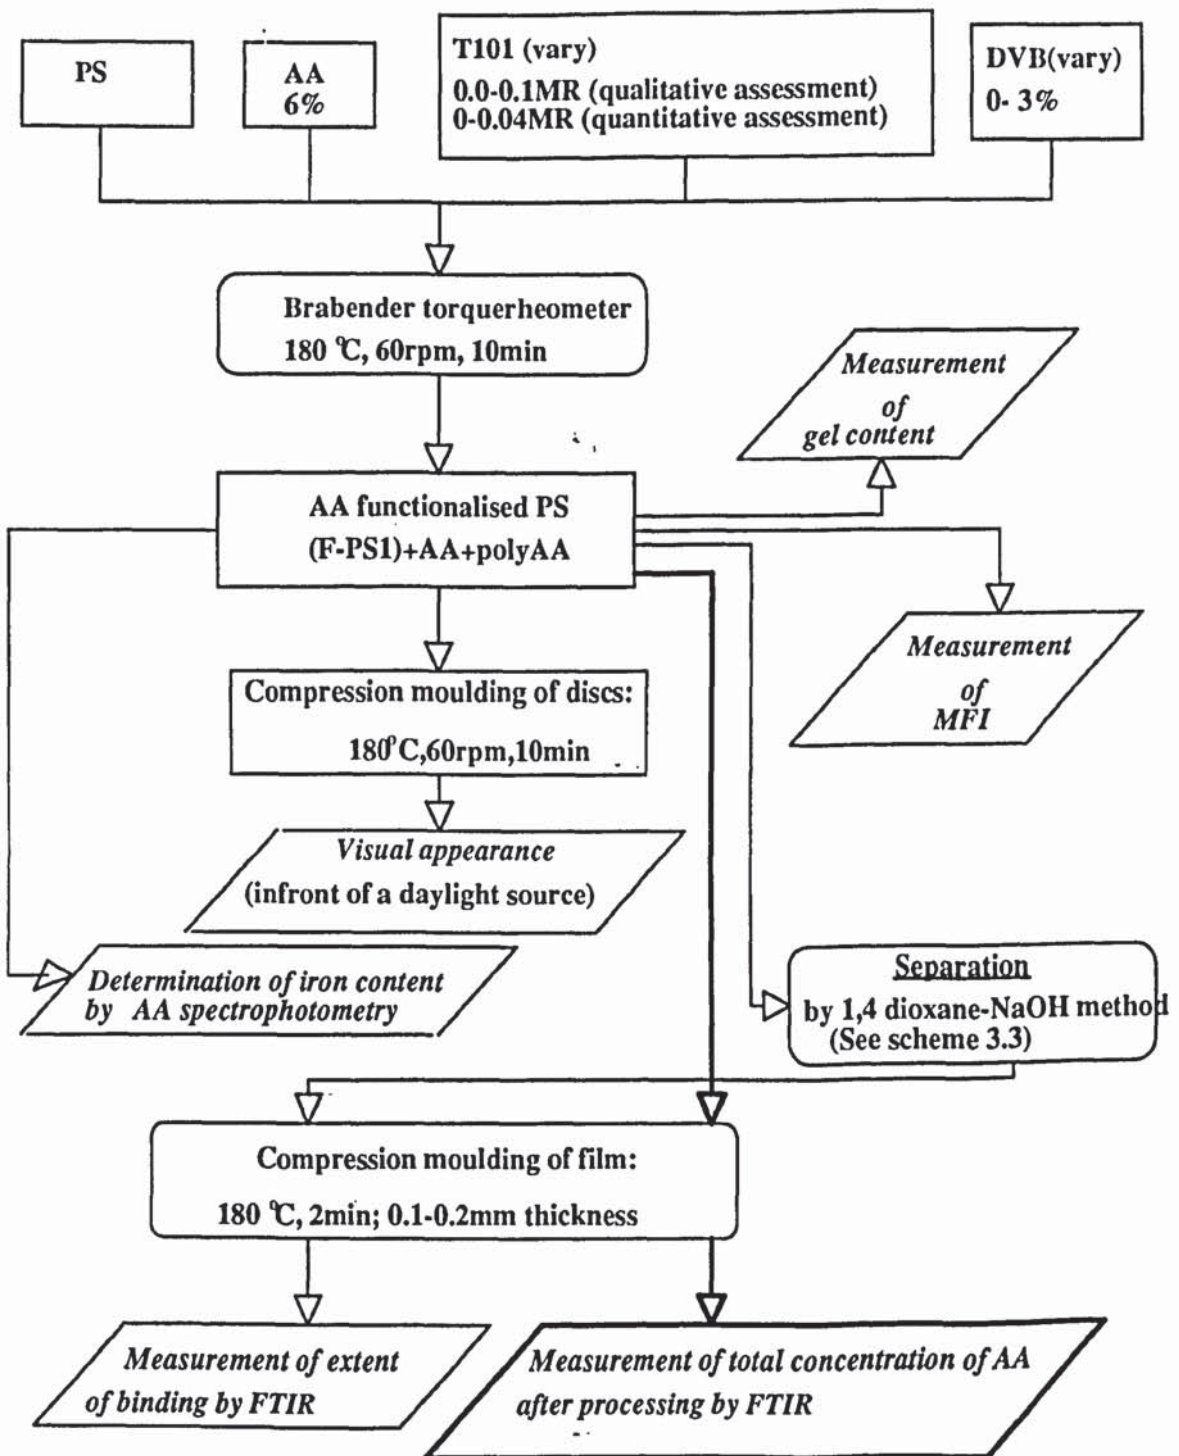 PS
AA
6%
T101 (vary)
0.0-0.1MR (qualitative assessment)
0-0.04MR (quantitative assessment)
DVB(vary)
0- 3%
Brabender torquerheometer
180 °C, 60rpm, 10min
Measurement
of
gel content
AA functionalised PS
(F-PS1)+AA+polyAA
Measurement
of
MFI
Compression moulding of discs:
180°C,60rpm,10min
Visual appearance
(infront of a daylight source)
Determination of iron content
by AA spectrophotometry
Separation
by 1,4 dioxane-NaOH method
(See scheme 3.3)
Compression moulding of film:
180 °C, 2min; 0.1-0.2mm thickness
Measurement of extent
of binding by FTIR
Measurement of total concentration of AA
after processing by FTIR